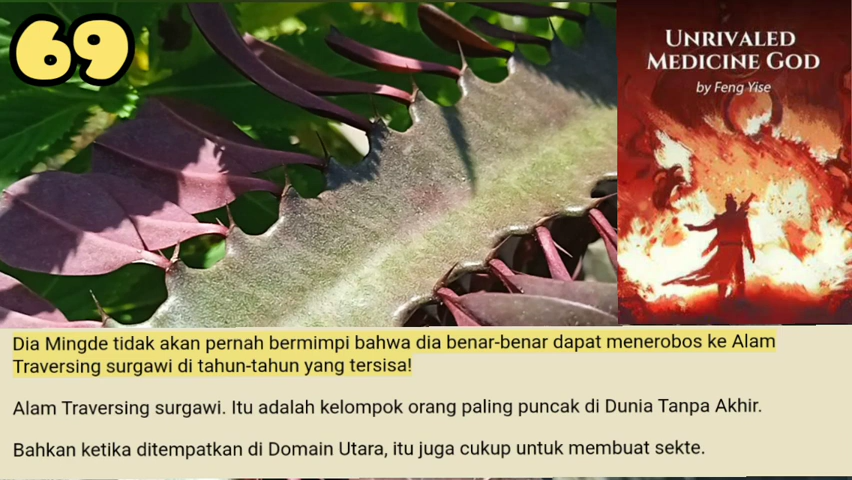 69
UNRIVALED
MEDICINE GOD
by Feng Yise
Dia Mingde tidak akan pernah bermimpi bahwa dia benar-benar dapat menerobos ke Alam
Traversing surgawi di tahun-tahun yang tersisa!
Alam Traversing surgawi. Itu adalah kelompok orang paling puncak di Dunia Tanpa Akhir.
Bahkan ketika ditempatkan di Domain Utara, itu juga cukup untuk membuat sekte.